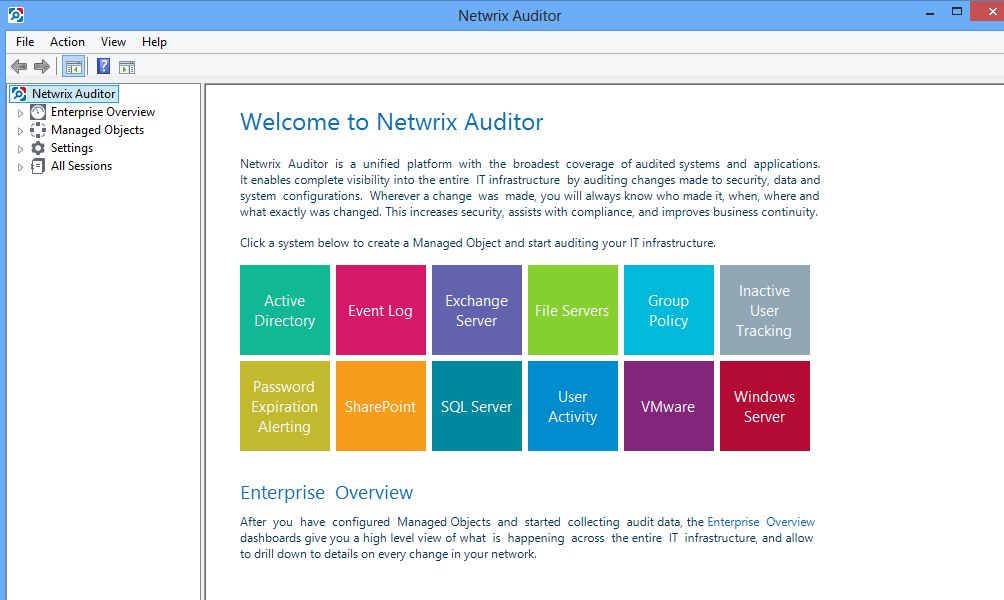 Netwrix Auditor
File Action View Help
Netwrix Auditor
Enterprise Overview
Managed Objects
Settings
All Sessions
Welcome to Netwrix Auditor
Netwrix Auditor is a unified platform with the broadest coverage of audited systems and applications.
It enables complete visibility into the entire IT infrastructure by auditing changes made to security, data and
system configurations. Wherever a change was made, you will always know who made it, when, where and
what exactly was changed. This increases security, assists with compliance, and improves business continuity.
Click a system below to create a Managed Object and start auditing your IT infrastructure.
Active
Directory
Event Log
Exchange
Server
File Servers
Group
Policy
Inactive
User
Tracking
Password
Expiration
Alerting
SharePoint
SQL Server
User
Activity
VMware
Windows
Server
Enterprise Overview
After you have configured Managed Objects and started collecting audit data, the Enterprise Overview
dashboards give you a high level view of what is happening across the entire IT infrastructure, and allow
to drill down to details on every change in your network.